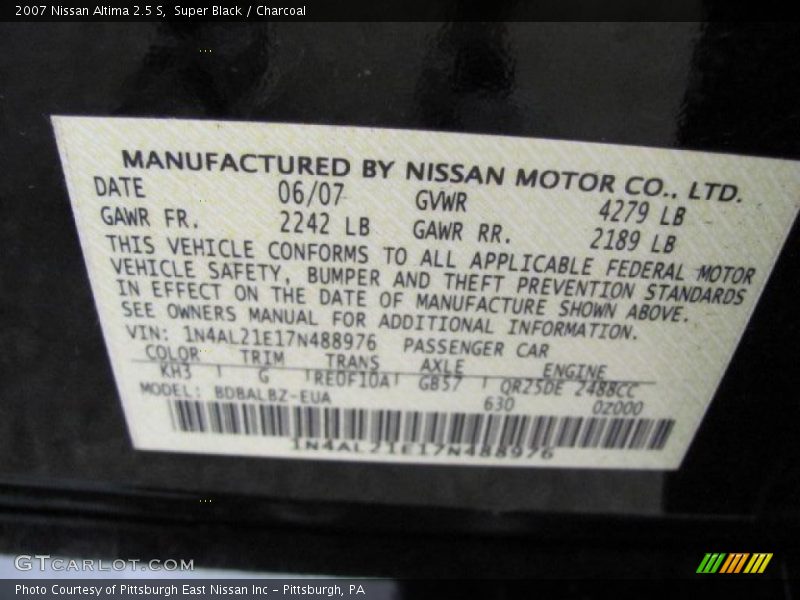 2007 Nissan Altima 2.5 S, Super Black / Charcoal
MANUFACTURED BY NISSAN MOTOR CO., LTD.
DATE 06/07 GVWR 4279 LB
GAWR FR. 2242 LB GAWR RR. 2189 LB
THIS VEHICLE CONFORMS TO ALL APPLICABLE FEDERAL MOTOR
VEHICLE SAFETY, BUMPER AND THEFT PREVENTION STANDARDS
IN EFFECT ON THE DATE OF MANUFACTURE SHOWN ABOVE.
SEE OWNERS MANUAL FOR ADDITIONAL INFORMATION.
VIN: 1N4AL21E17N488976 PASSENGER CAR
COLOR TRIM TRANS AXLE ENGINE
KH3 G RE0F10A GB57 QR25DE 2488CC
MODEL: BDBALBZ-EUA 630 0Z000
1N4AL21E17N488976
GTCARLOT.COM
Photo Courtesy of Pittsburgh East Nissan Inc - Pittsburgh, PA